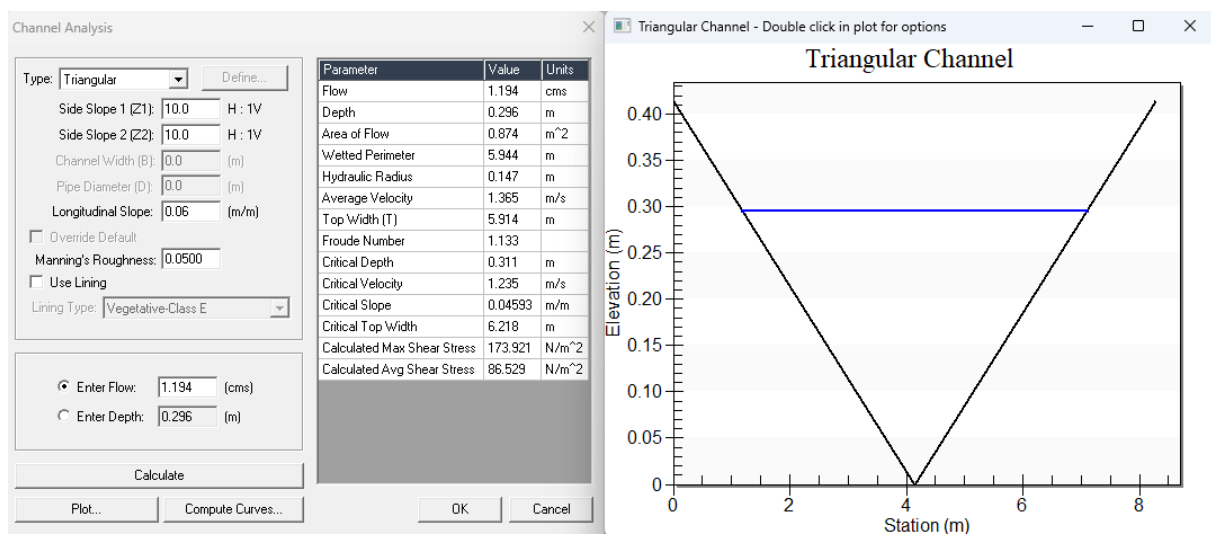 Channel Analysis
Type: Triangular Define...
Side Slope 1 (Z1): 10.0 H : 1V
Side Slope 2 (Z2): 10.0 H : 1V
Channel Width (B): 0.0 (m)
Pipe Diameter (D): 0.0 (m)
Longitudinal Slope: 0.06 (m/m)
Override Default
Manning's Roughness: 0.0500
Use Lining
Lining Type: Vegetative-Class E
Enter Flow: 1.194 (cms)
Enter Depth: 0.296 (m)
Calculate
Plot... Compute Curves...
Parameter Value Units
Flow 1.194 cms
Depth 0.296 m
Area of Flow 0.874 m^2
Wetted Perimeter 5.944 m
Hydraulic Radius 0.147 m
Average Velocity 1.365 m/s
Top Width (T) 5.914 m
Froude Number 1.133
Critical Depth 0.311 m
Critical Velocity 1.235 m/s
Critical Slope 0.04593 m/m
Critical Top Width 6.218 m
Calculated Max Shear Stress 173.921 N/m^2
Calculated Avg Shear Stress 86.529 N/m^2
OK Cancel
Triangular Channel - Double click in plot for options
Triangular Channel
Elevation (m)
0.40
0.35
0.30
0.25
0.20
0.15
0.10
0.05
0
0 2 4 6 8
Station (m)